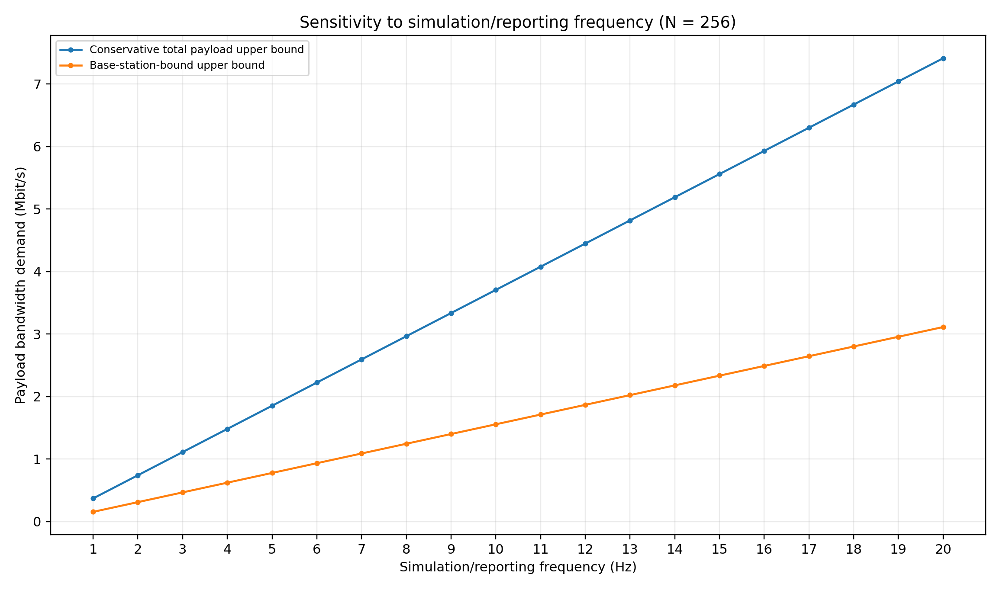 Sensitivity to simulation/reporting frequency (N = 256)
Conservative total payload upper bound
Base-station-bound upper bound
Payload bandwidth demand (Mbit/s)
7
6
5
4
3
2
1
0
1 2 3 4 5 6 7 8 9 10 11 12 13 14 15 16 17 18 19 20
Simulation/reporting frequency (Hz)